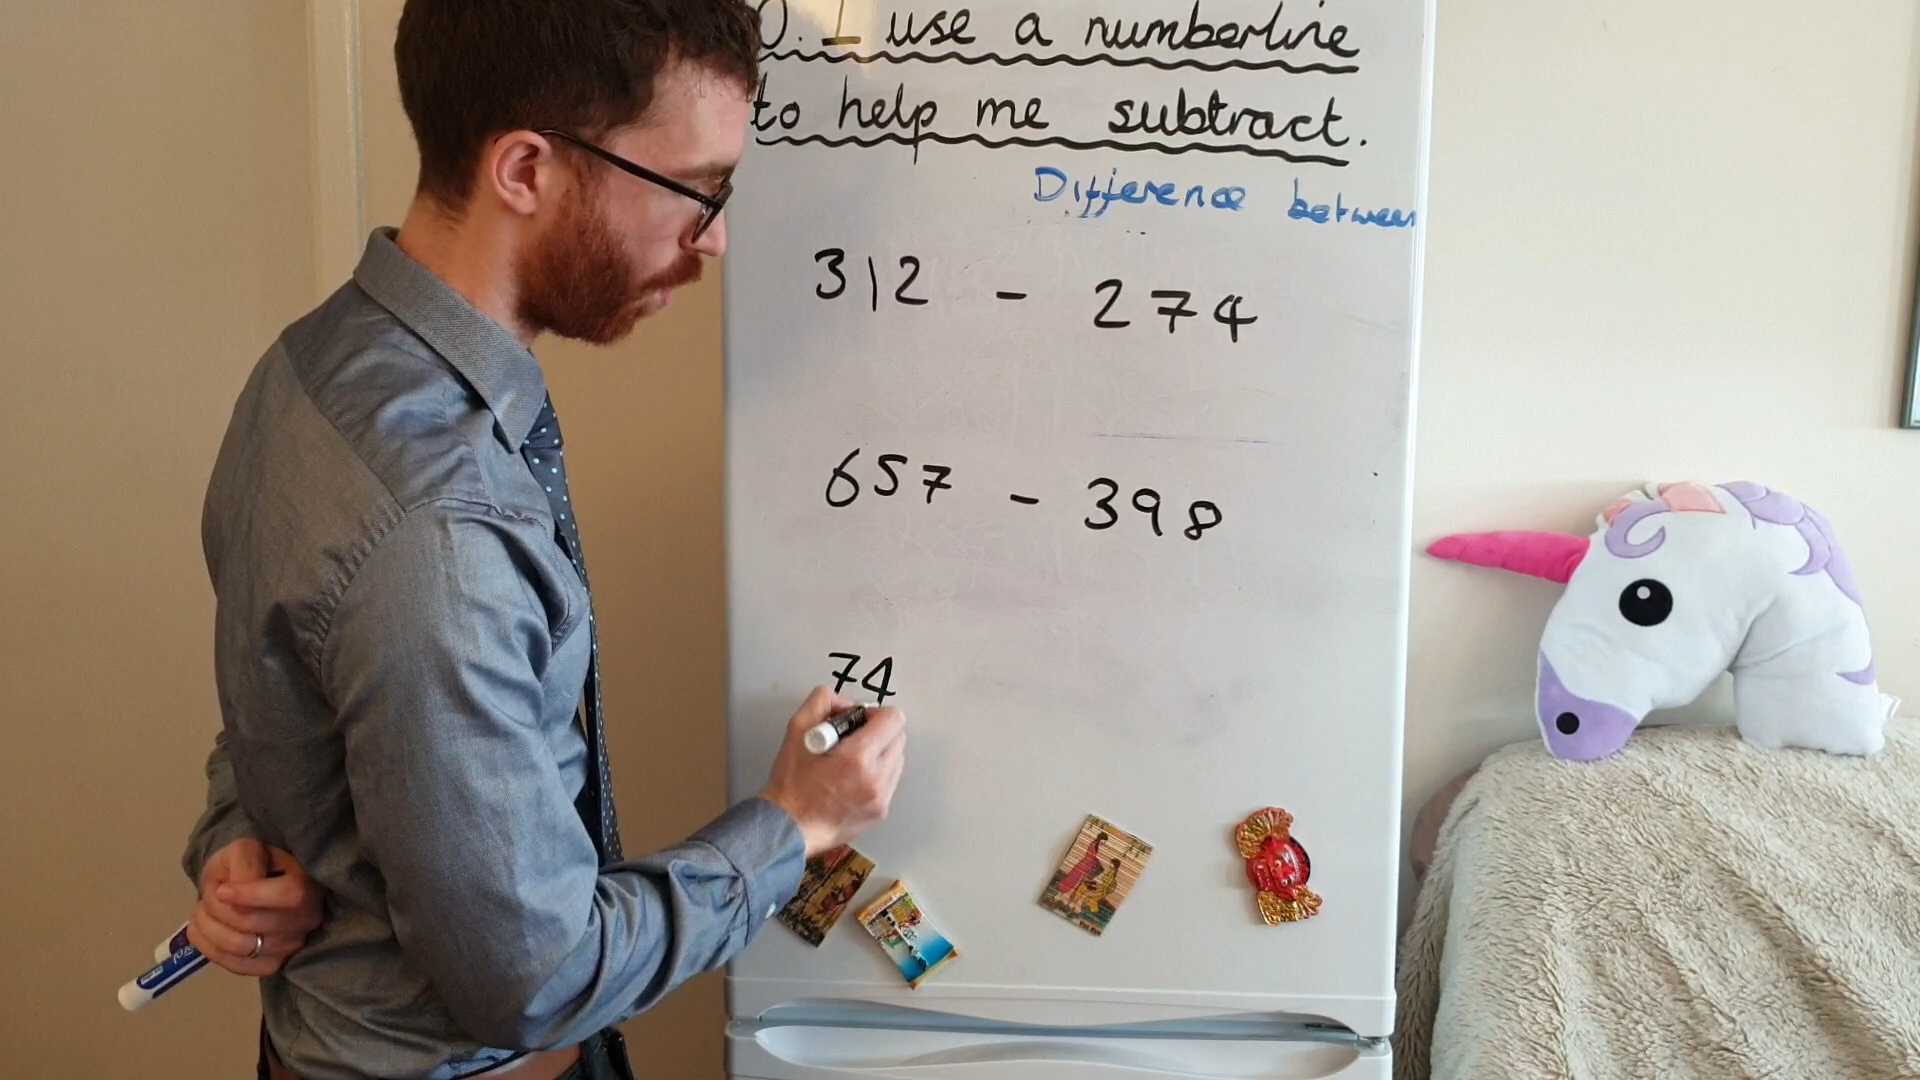 O. I use a numberline
to help me subtract.
Difference between
312 - 274
657 - 398
74